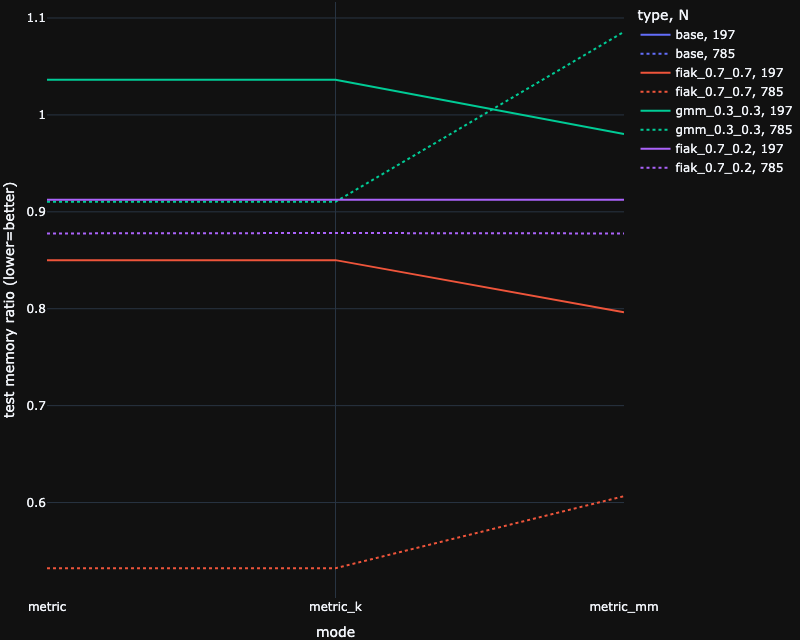 type, N
base, 197
base, 785
fiak_0.7_0.7, 197
fiak_0.7_0.7, 785
gmm_0.3_0.3, 197
gmm_0.3_0.3, 785
fiak_0.7_0.2, 197
fiak_0.7_0.2, 785
test memory ratio (lower=better)
1.1
1
0.9
0.8
0.7
0.6
metric
metric_k
metric_mm
mode